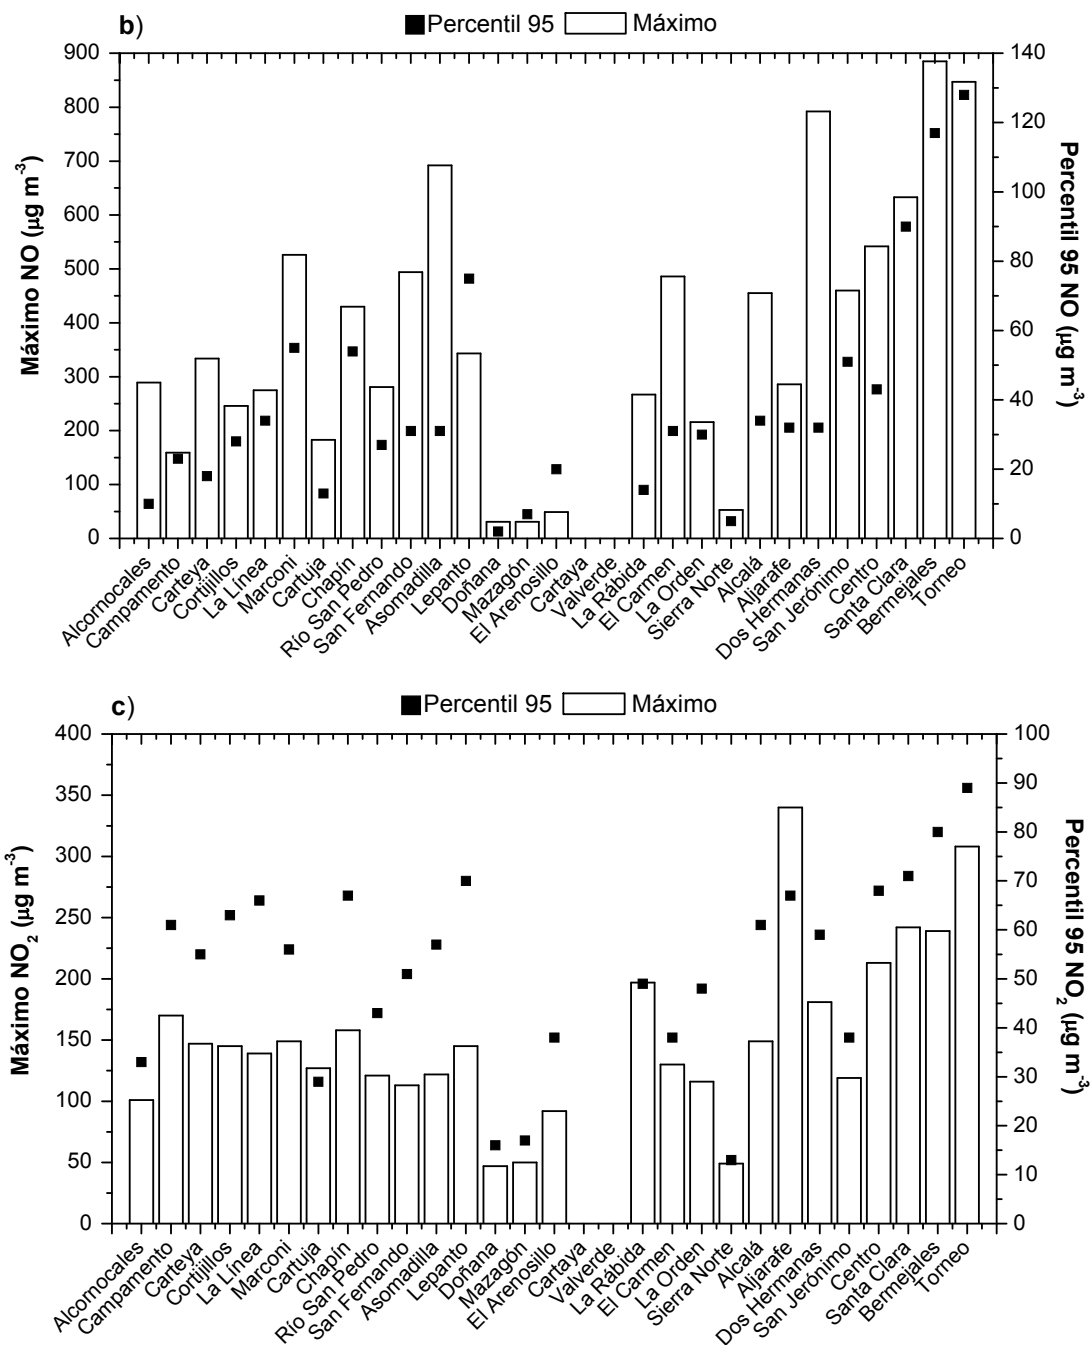 b) Percentil 95 Máximo
900 800 700 600 500 400 300 200 100 0
Máximo NO (µg m-3)
140 120 100 80 60 40 20 0
Percentil 95 NO (µg m-3)
Alcornocales
Campamento
Carteya
Cortijillos
La Línea
Marconi
Cartuja
Chapín
Río San Pedro
San Fernando
Asomadilla
Lepanto
Doñana
Mazagón
El Arenosillo
Cartaya
Valverde
La Rábida
El Carmen
La Orden
Sierra Norte
Alcalá
Aljarafe
Dos Hermanas
San Jerónimo
Centro
Santa Clara
Bermejales
Torneo
c) Percentil 95 Máximo
400 350 300 250 200 150 100 50 0
Máximo NO2 (µg m-3)
100 90 80 70 60 50 40 30 20 10 0
Percentil 95 NO2 (µg m-3)
Alcornocales
Campamento
Carteya
Cortijillos
La Línea
Marconi
Cartuja
Chapín
Río San Pedro
San Fernando
Asomadilla
Lepanto
Doñana
Mazagón
El Arenosillo
Cartaya
Valverde
La Rábida
El Carmen
La Orden
Sierra Norte
Alcalá
Aljarafe
Dos Hermanas
San Jerónimo
Centro
Santa Clara
Bermejales
Torneo